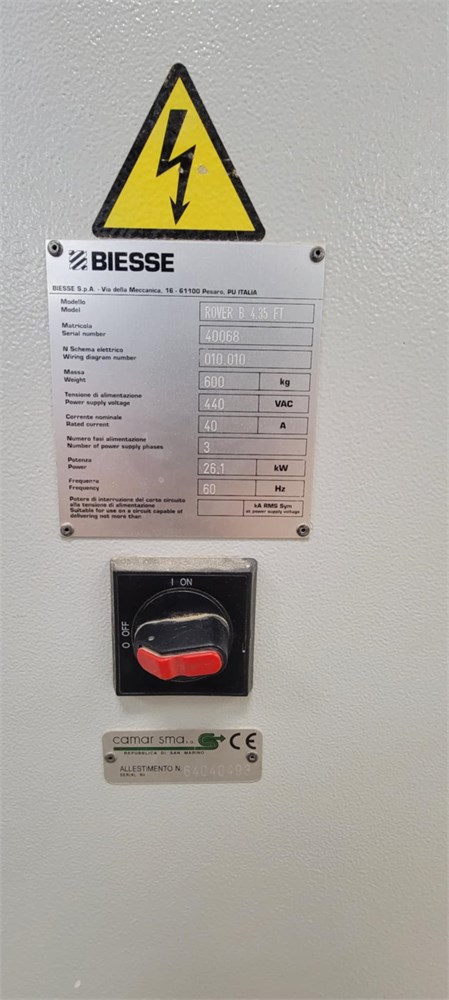 BIESSE
BIESSE S.p.A. - Via della Meccanica, 16 - 61100 Pesaro, PU ITALIA
Modello
Model ROVER B 4.35 FT
Matricola
Serial number 40068
N Schema elettrico
Wiring diagram number 010.010
Massa
Weight 600 kg
Tensione di alimentazione
Power supply voltage 440 VAC
Corrente nominale
Rated current 40 A
Numero fasi alimentazione
Number of power supply phases 3
Potenza
Power 26.1 kW
Frequenza
Frequency 60 Hz
Potere di interruzione del corto circuito
alla tensione di alimentazione
Suitable for use on a circuit capable of
delivering not more than
kA RMS Sym
at power supply voltage
I ON
O OFF
camar sma CE
REPUBBLICA DI SAN MARINO
ALLESTIMENTO N.
SERIAL Nr.